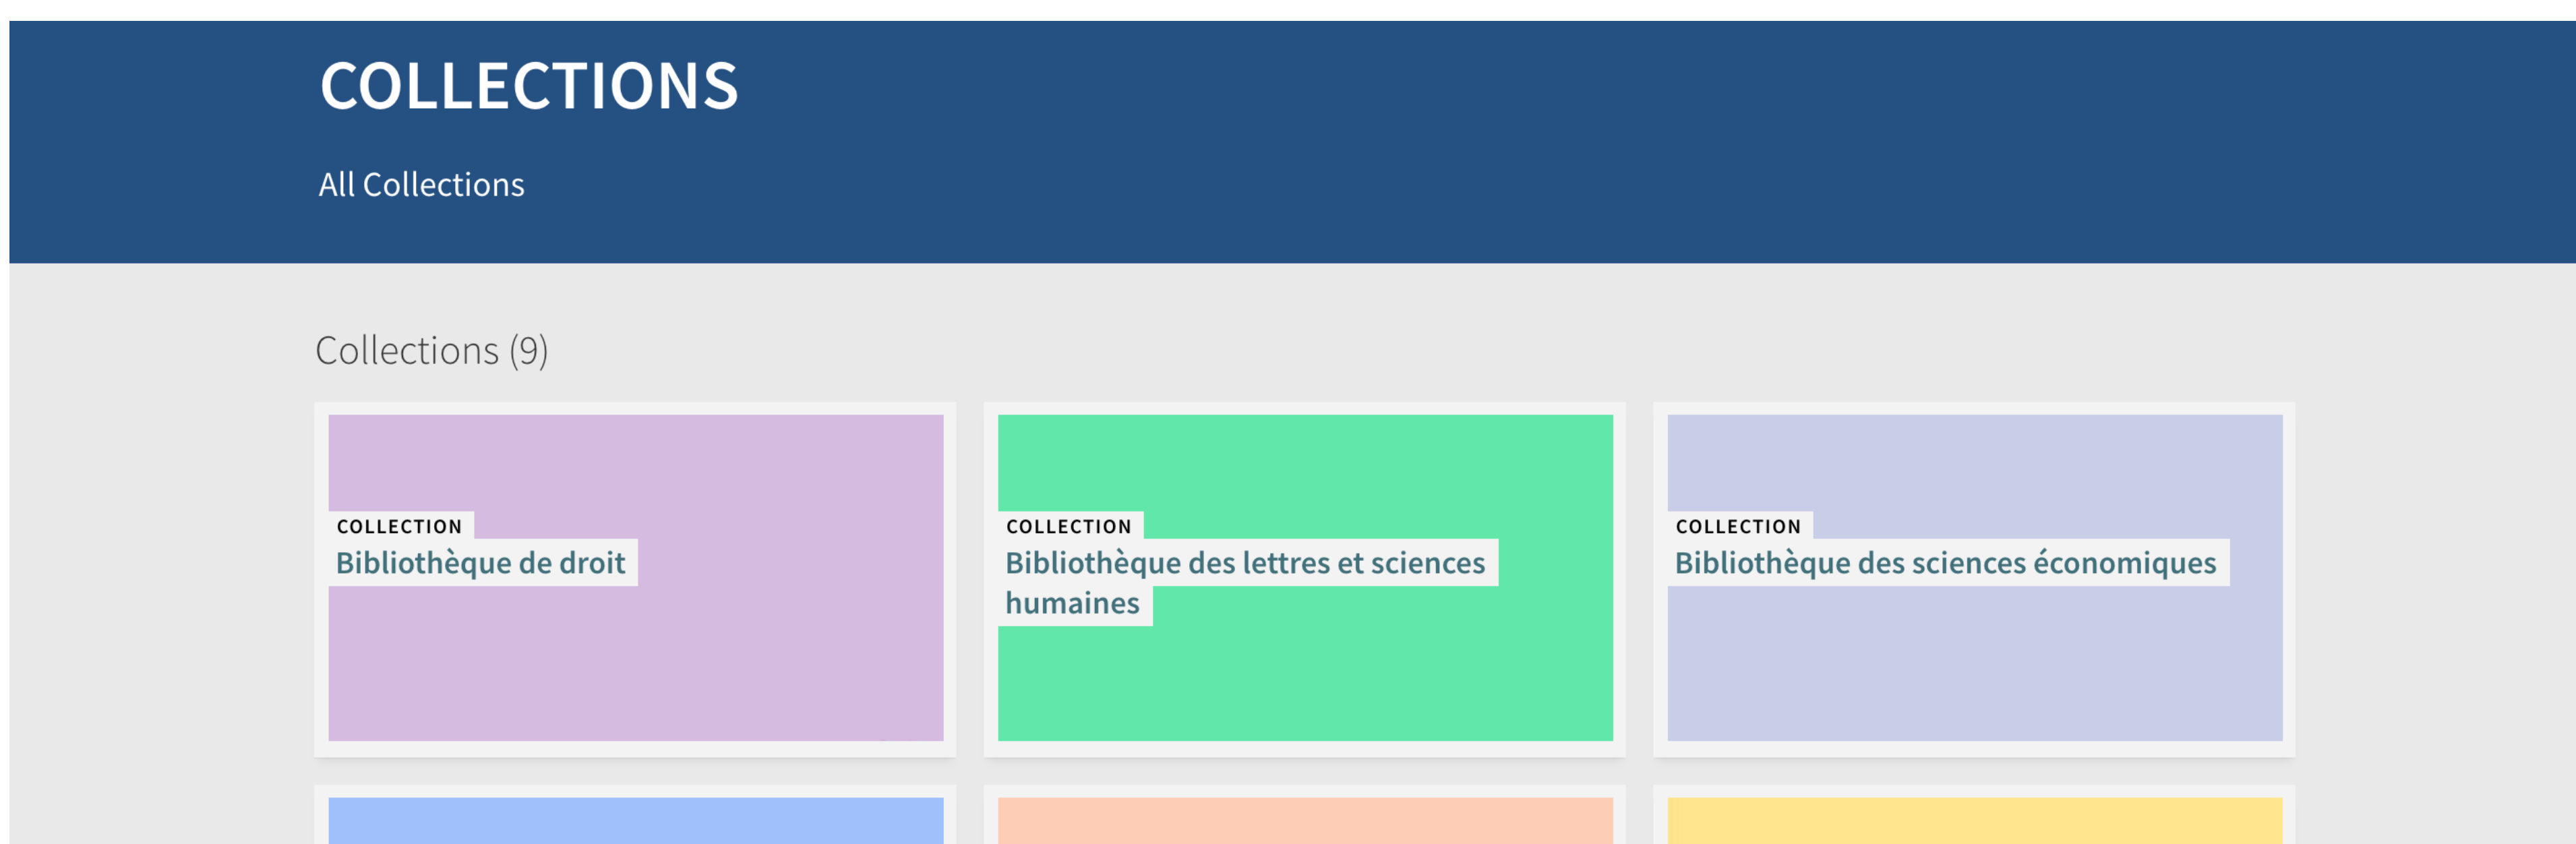 COLLECTIONS
All Collections
Collections (9)
COLLECTION
Bibliothèque de droit
COLLECTION
Bibliothèque des lettres et sciences
humaines
COLLECTION
Bibliothèque des sciences économiques